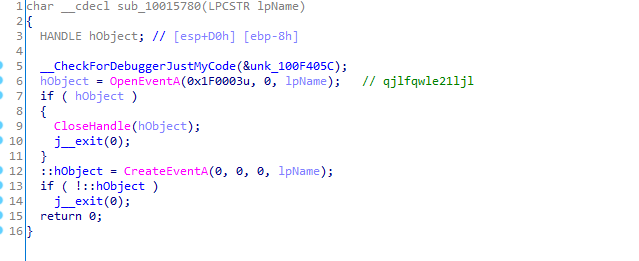 1 char __cdecl sub_10015780(LPCSTR lpName)
2 {
3 HANDLE hObject; // [esp+D0h] [ebp-8h]
4
5 __CheckForDebuggerJustMyCode(&unk_100F405C);
6 hObject = OpenEventA(0x1F0003u, 0, lpName); // qjlfqwle21ljl
7 if ( hObject )
8 {
9 CloseHandle(hObject);
10 j__exit(0);
11 }
12 ::hObject = CreateEventA(0, 0, 0, lpName);
13 if ( !::hObject )
14 j__exit(0);
15 return 0;
16 }